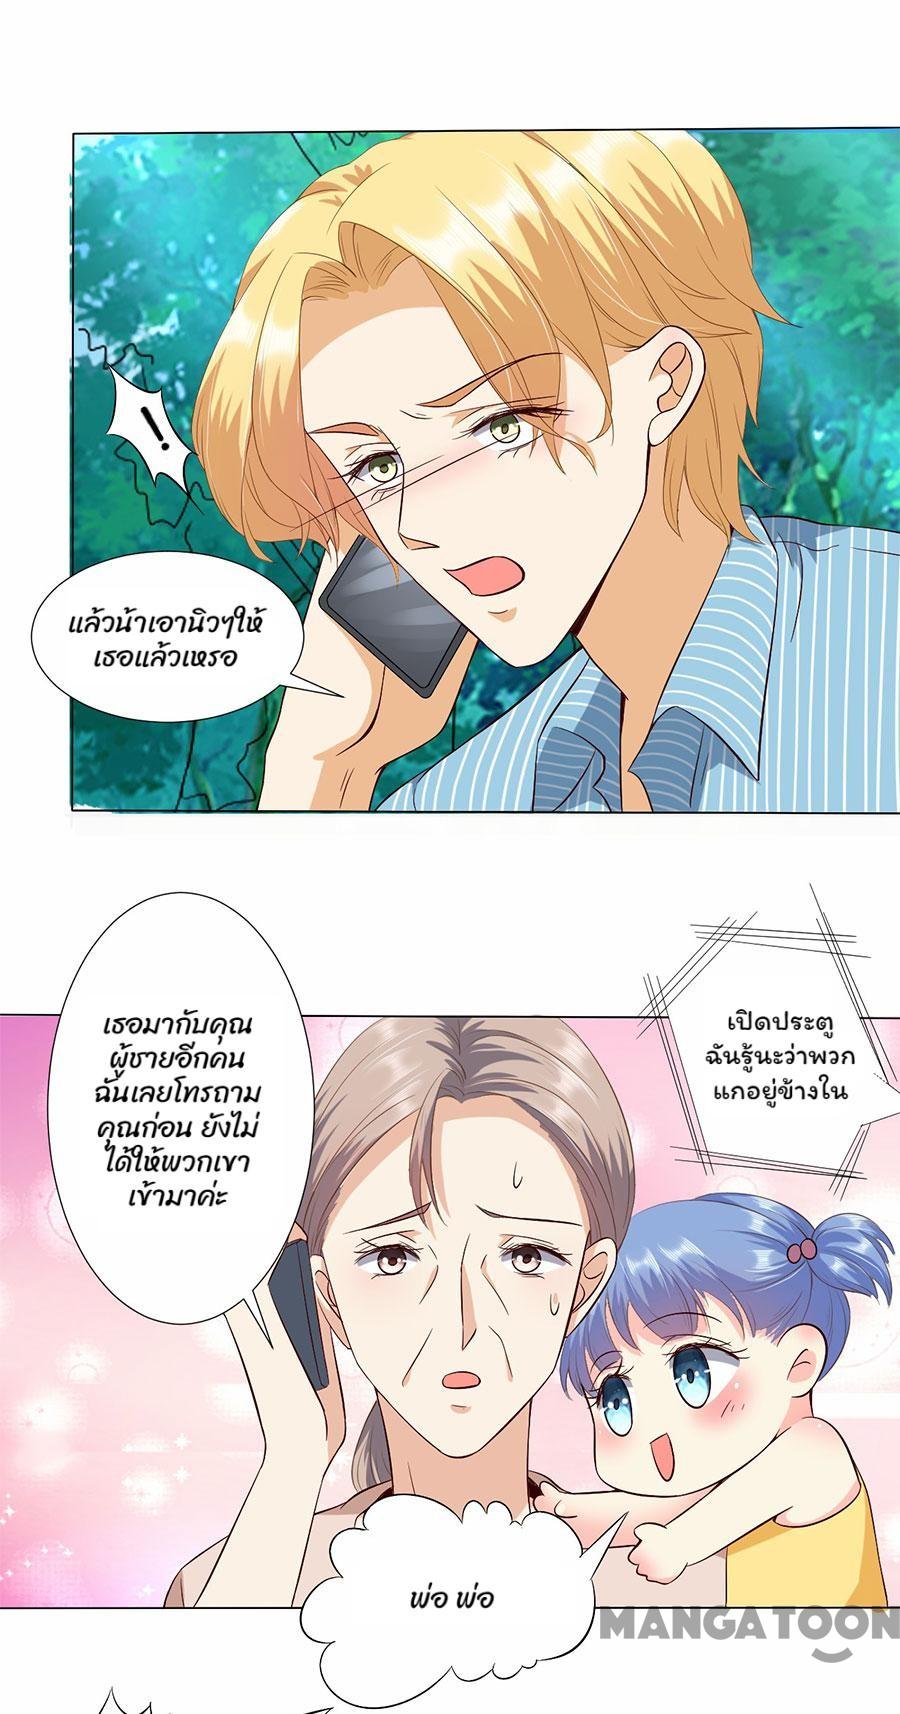 !
แล้วน้าเอานิวๆให้
เธอแล้วเหรอ
เธอมากับคุณ
ผู้ชายอีกคน
ฉันเลยโทรถาม
คุณก่อน ยังไม่
ได้ให้พวกเขา
เข้ามาค่ะ
เปิดประตู
ฉันรู้นะว่าพวก
แกอยู่ข้างใน
พ่อ พ่อ
MANGATOON